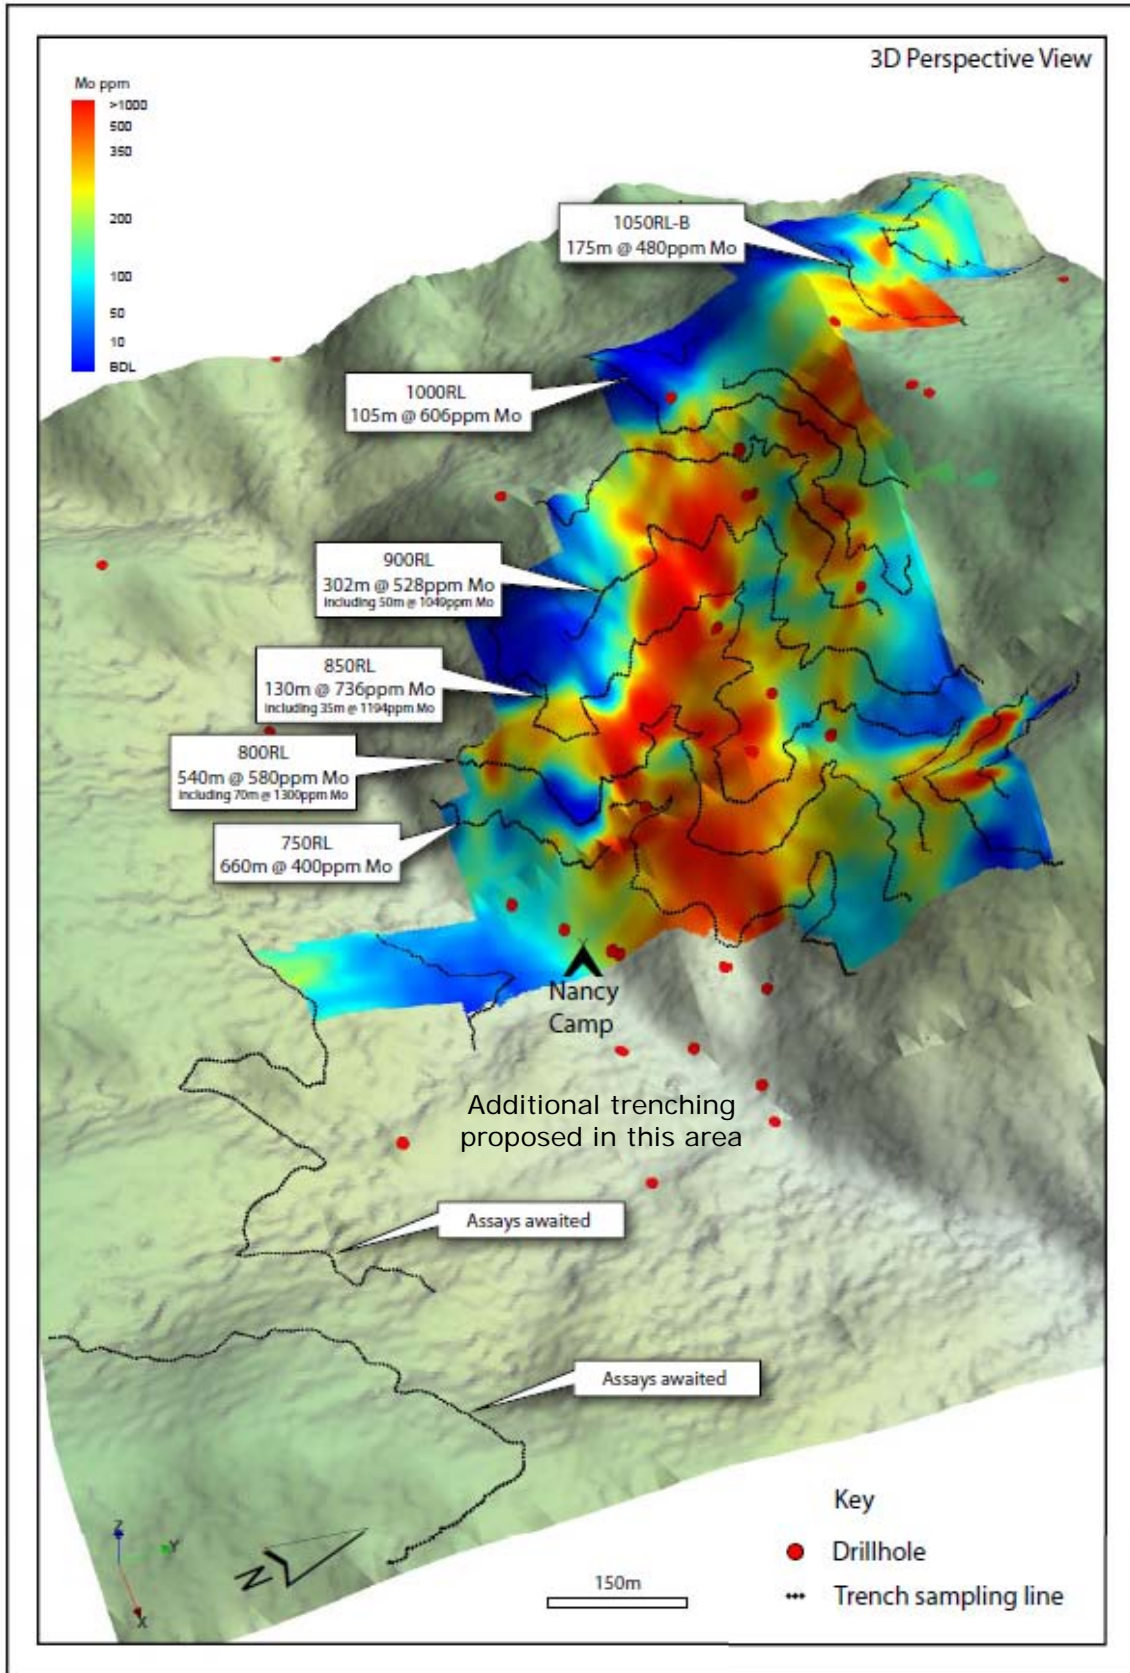 3D Perspective View
Mo ppm
>1000
500
350
200
100
50
10
BDL
1050RL-B
175m @ 480ppm Mo
1000RL
105m @ 606ppm Mo
900RL
302m @ 528ppm Mo
including 50m @ 1049ppm Mo
850RL
130m @ 736ppm Mo
including 35m @ 1194ppm Mo
800RL
540m @ 580ppm Mo
including 70m @ 1300ppm Mo
750RL
660m @ 400ppm Mo
Nancy
Camp
Additional trenching
proposed in this area
Assays awaited
Assays awaited
Z
Y
X
N
150m
Key
Drillhole
Trench sampling line